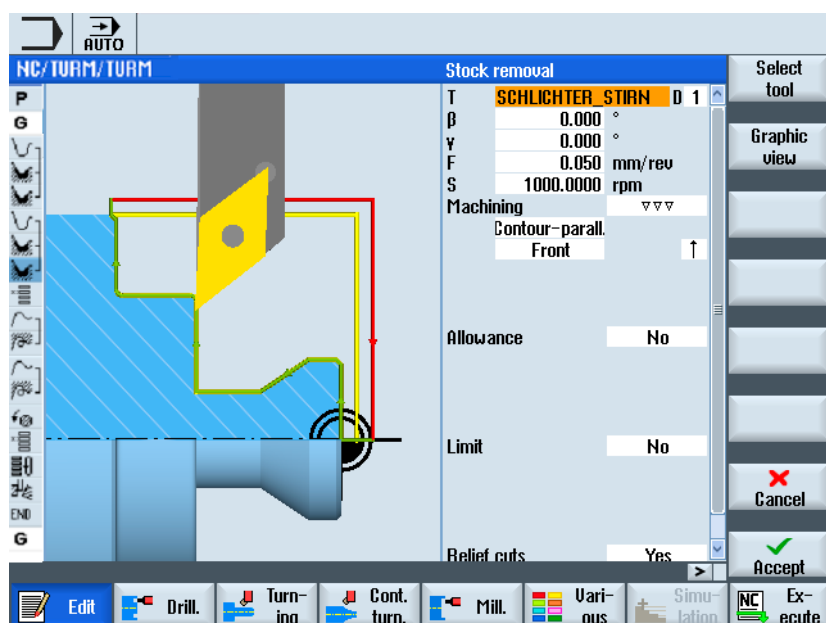 AUTO
NC/TURM/TURM
Stock removal
Select
tool
P
T SCHLICHTER_STIRN D 1
G
β 0.000 °
γ 0.000 °
Graphic
view
F 0.050 mm/rev
S 1000.0000 rpm
Machining ▽▽▽
Contour-parall.
Front ↑
Allowance No
Limit No
Cancel
END
G
Relief cuts Yes
Accept
>
Edit
Drill.
Turn-
ing
Cont.
turn.
Mill.
Vari-
ous
Simu-
lation
NC
Ex-
ecute